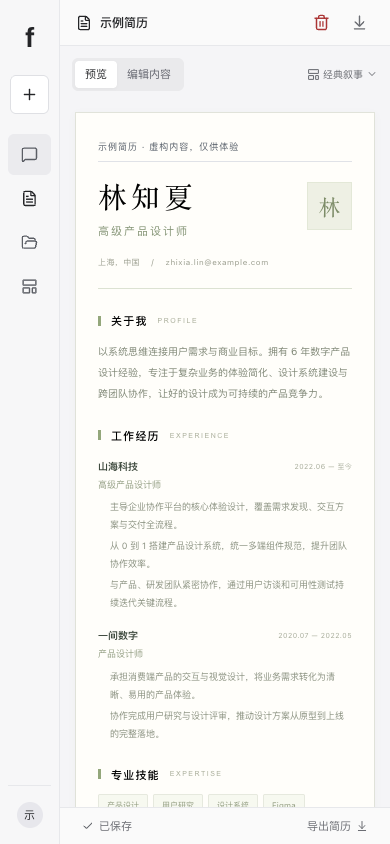 f
示例简历
预览
编辑内容
经典叙事
示例简历 · 虚构内容，仅供体验
林知夏
林
高级产品设计师
上海，中国 / zhixia.lin@example.com
关于我 PROFILE
以系统思维连接用户需求与商业目标。拥有 6 年数字产品
设计经验，专注于复杂业务的体验简化、设计系统建设与
跨团队协作，让好的设计成为可持续的产品竞争力。
工作经历 EXPERIENCE
山海科技 2022.06 — 至今
高级产品设计师
主导企业协作平台的核心体验设计，覆盖需求发现、交互方
案与交付全流程。
从 0 到 1 搭建产品设计系统，统一多端组件规范，提升团队
协作效率。
与产品、研发团队紧密协作，通过用户访谈和可用性测试持
续迭代关键流程。
一间数字 2020.07 — 2022.05
产品设计师
承担消费端产品的交互与视觉设计，将业务需求转化为清
晰、易用的产品体验。
协作完成用户研究与设计评审，推动设计方案从原型到上线
的完整落地。
专业技能 EXPERTISE
产品设计 用户研究 设计系统 Figma
示
已保存
导出简历